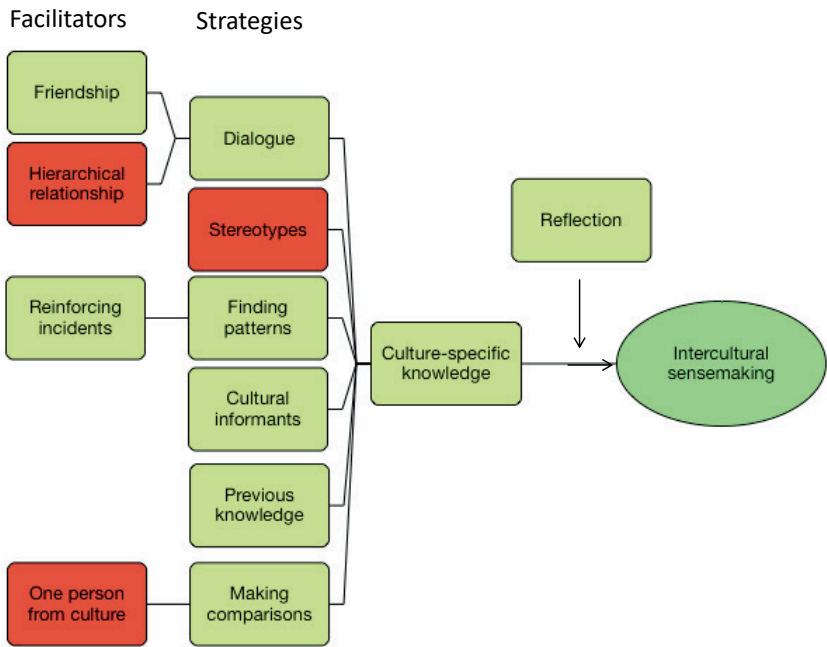 Facilitators
Strategies
Friendship
Dialogue
Hierarchical
relationship
Stereotypes
Reflection
Reinforcing
incidents
Finding
patterns
Culture-specific
knowledge
Intercultural
sensemaking
Cultural
informants
Previous
knowledge
One person
from culture
Making
comparisons